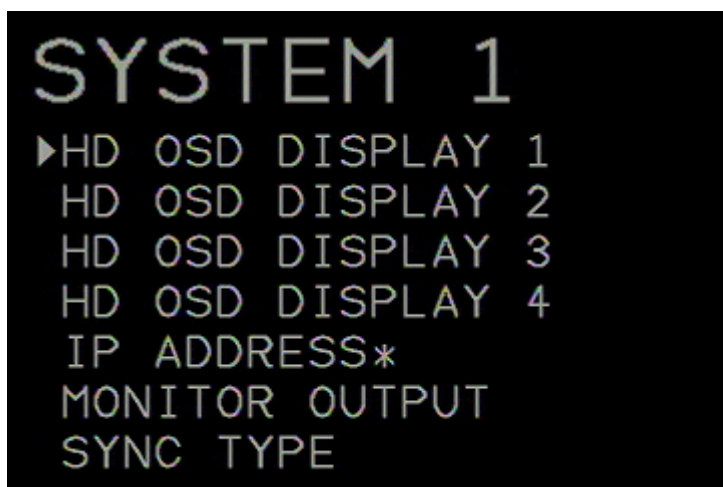 SYSTEM 1
▶HD OSD DISPLAY 1
HD OSD DISPLAY 2
HD OSD DISPLAY 3
HD OSD DISPLAY 4
IP ADDRESS*
MONITOR OUTPUT
SYNC TYPE